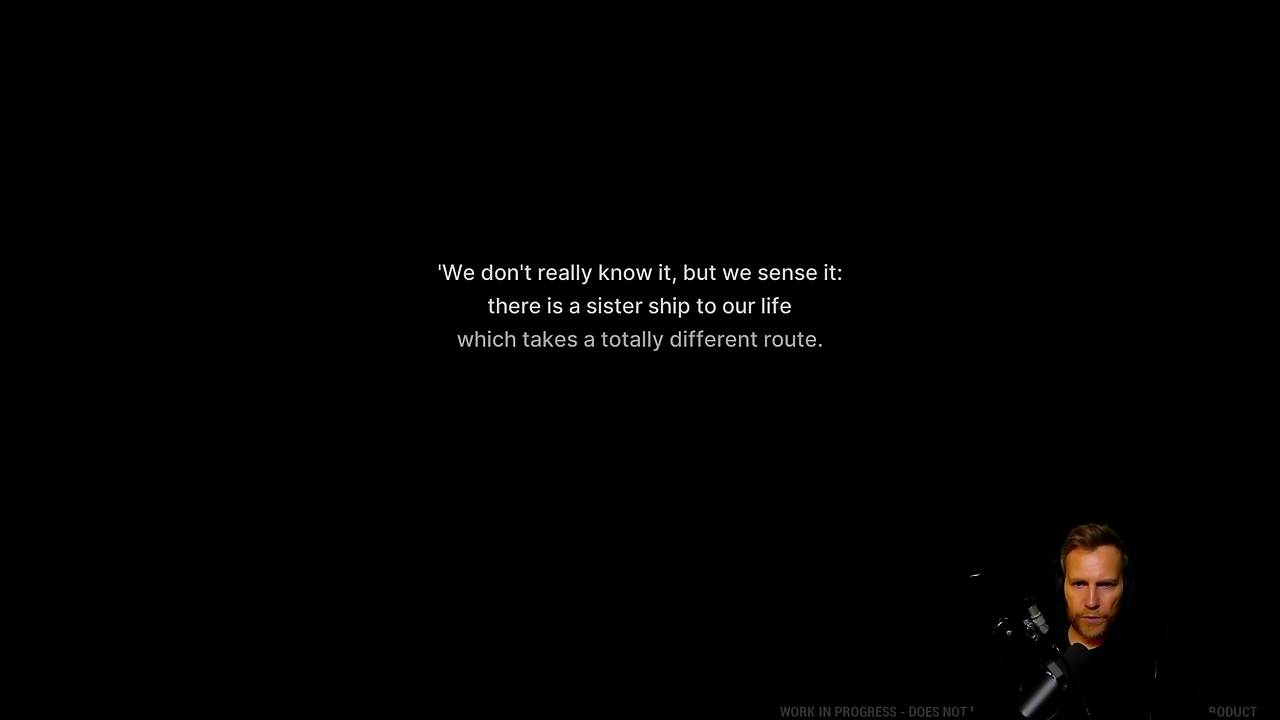 'We don't really know it, but we sense it:
there is a sister ship to our life
which takes a totally different route.
WORK IN PROGRESS - DOES NOT